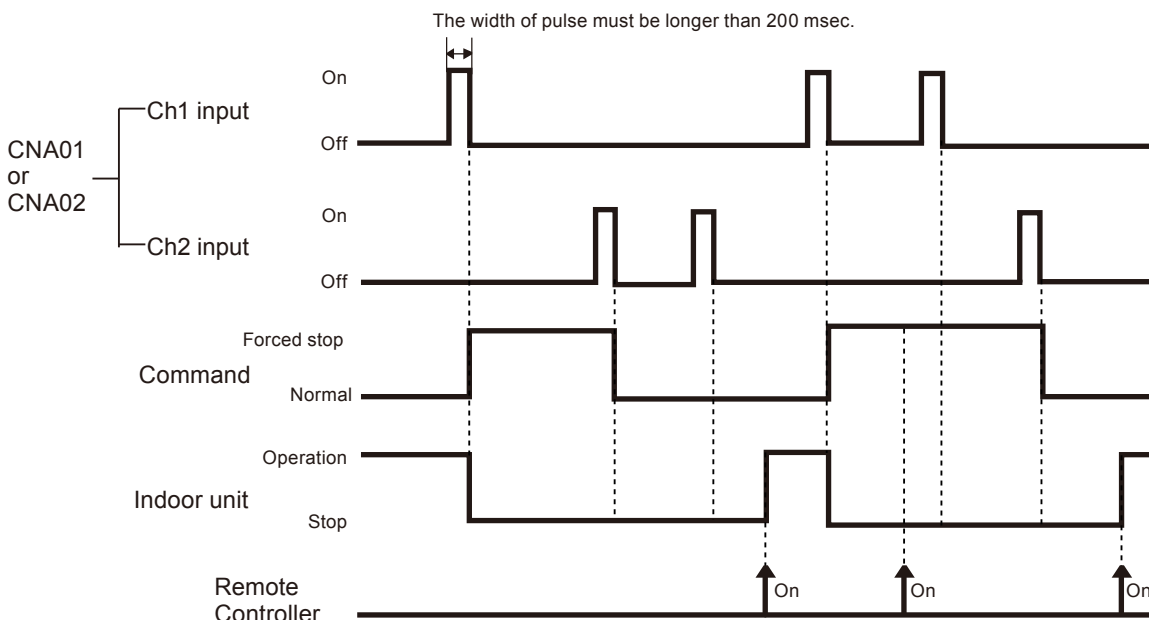 The width of pulse must be longer than 200 msec.
On
Ch1 input
Off
CNA01
or
CNA02
On
Ch2 input
Off
Forced stop
Command
Normal
Operation
Indoor unit
Stop
Remote
Controller
On
On
On